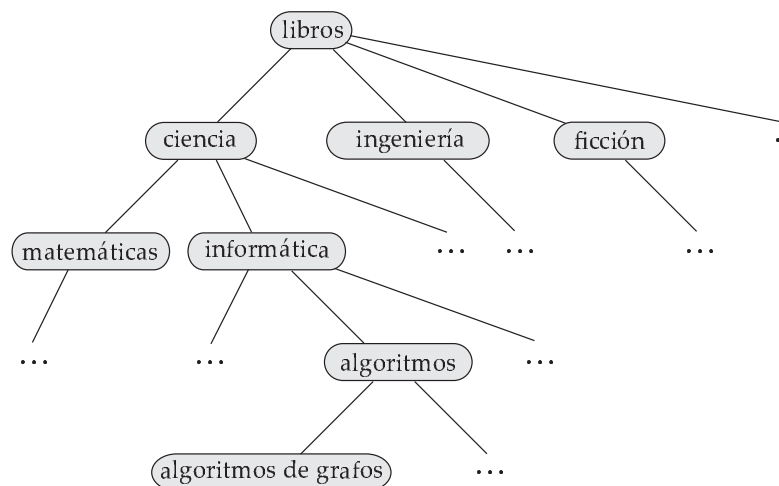 libros
ciencia ingeniería ficción
matemáticas informática ... ... ...
... ... algoritmos ...
algoritmos de grafos ...